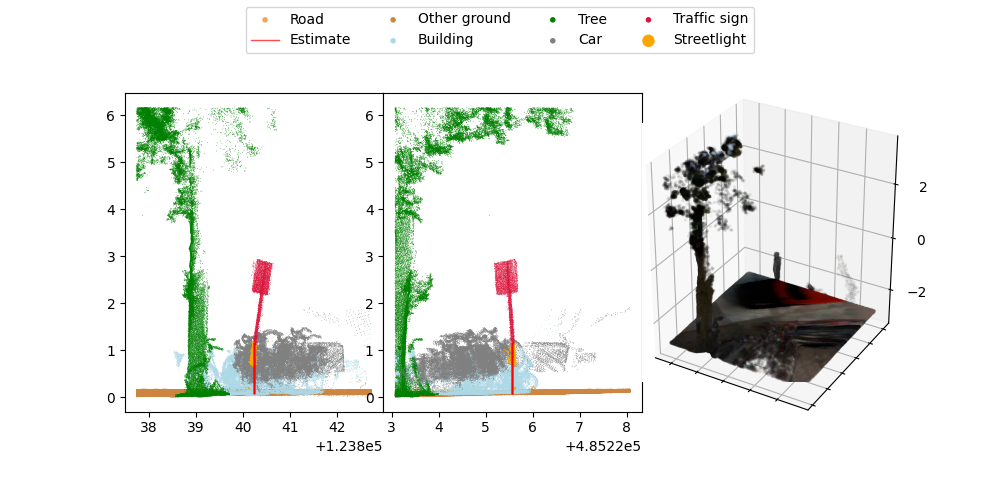 Road Other ground Tree Traffic sign
Estimate Building Car Streetlight
6 6
5 5
4 4
3 3
2 2
1 1
0 0
38 39 40 41 42 3 4 5 6 7 8
+1.238e5 +4.8522e5
2
0
−2